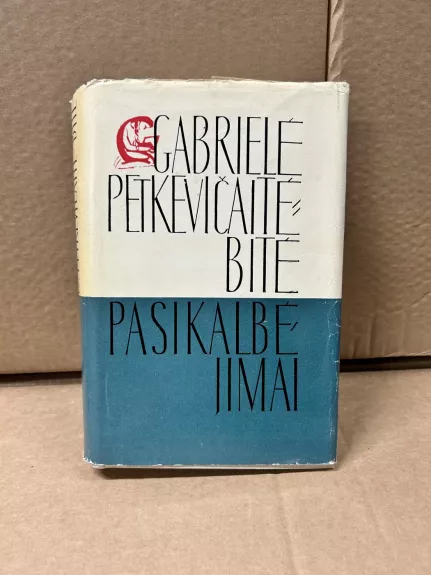 GABRIELĖ
PETKEVIČAITĖ-
BITĖ
PASIKALBĖ-
JIMAI